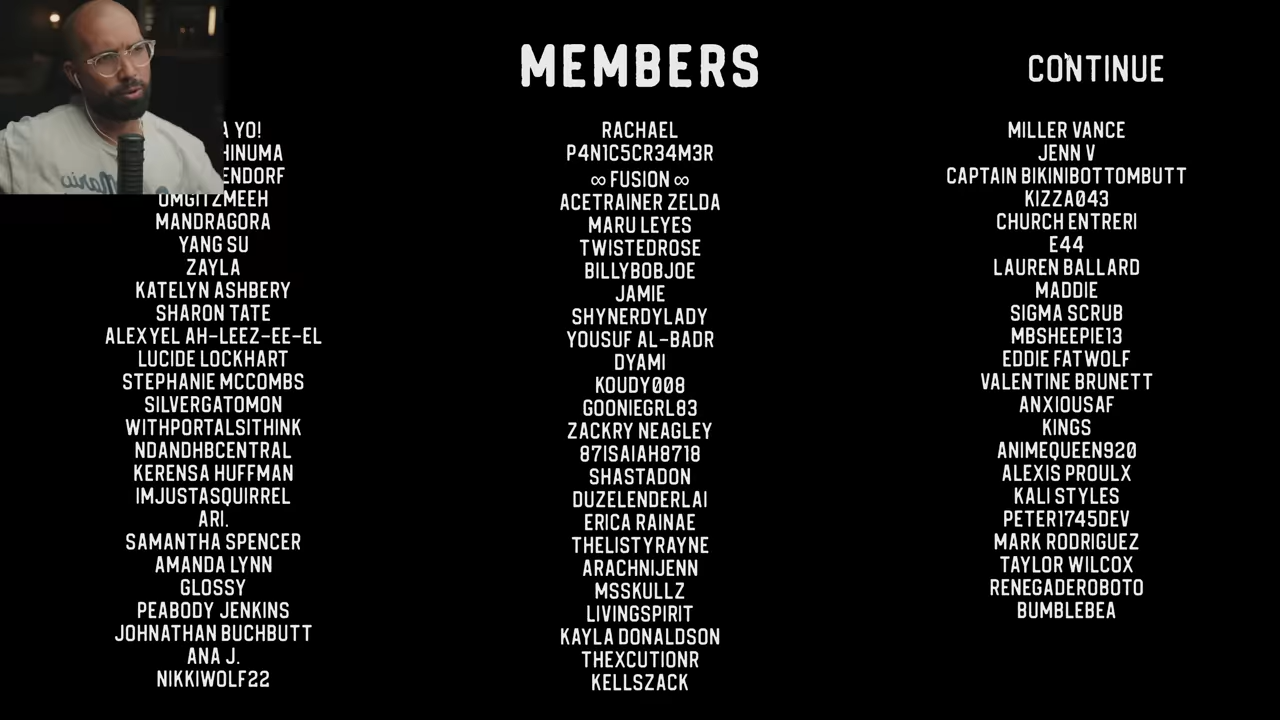 MEMBERS
CONTINUE
YO!
OMGITZMEEH
MANDRAGORA
YANG SU
ZAYLA
KATELYN ASHBERY
SHARON TATE
ALEXYEL AH-LEEZ-EE-EL
LUCIDE LOCKHART
STEPHANIE MCCOMBS
SILVERGATOMON
WITHPORTALSITHINK
NDANDHBCENTRAL
KERENSA HUFFMAN
IMJUSTASQUIRREL
ARI.
SAMANTHA SPENCER
AMANDA LYNN
GLOSSY
PEABODY JENKINS
JOHNATHAN BUCHBUTT
ANA J.
NIKKIWOLF22
RACHAEL
P4N1C5CR34M3R
∞ FUSION ∞
ACETRAINER ZELDA
MARU LEYES
TWISTEDROSE
BILLYBOBJOE
JAMIE
SHYNERDYLADY
YOUSUF AL-BADR
DYAMI
KOUDY008
GOONIEGRL83
ZACKRY NEAGLEY
87ISAIAH8718
SHASTADON
DUZELENDERLAI
ERICA RAINAE
THELISTYRAYNE
ARACHNIJENN
MSSKULLZ
LIVINGSPIRIT
KAYLA DONALDSON
THEXCUTIONR
KELLSZACK
MILLER VANCE
JENN V
CAPTAIN BIKINIBOTTOMBUTT
KIZZA043
CHURCH ENTRERI
E44
LAUREN BALLARD
MADDIE
SIGMA SCRUB
MBSHEEPIE13
EDDIE FATWOLF
VALENTINE BRUNETT
ANXIOUSAF
KINGS
ANIMEQUEEN920
ALEXIS PROULX
KALI STYLES
PETER1745DEV
MARK RODRIGUEZ
TAYLOR WILCOX
RENEGADEROBOTO
BUMBLEBEA